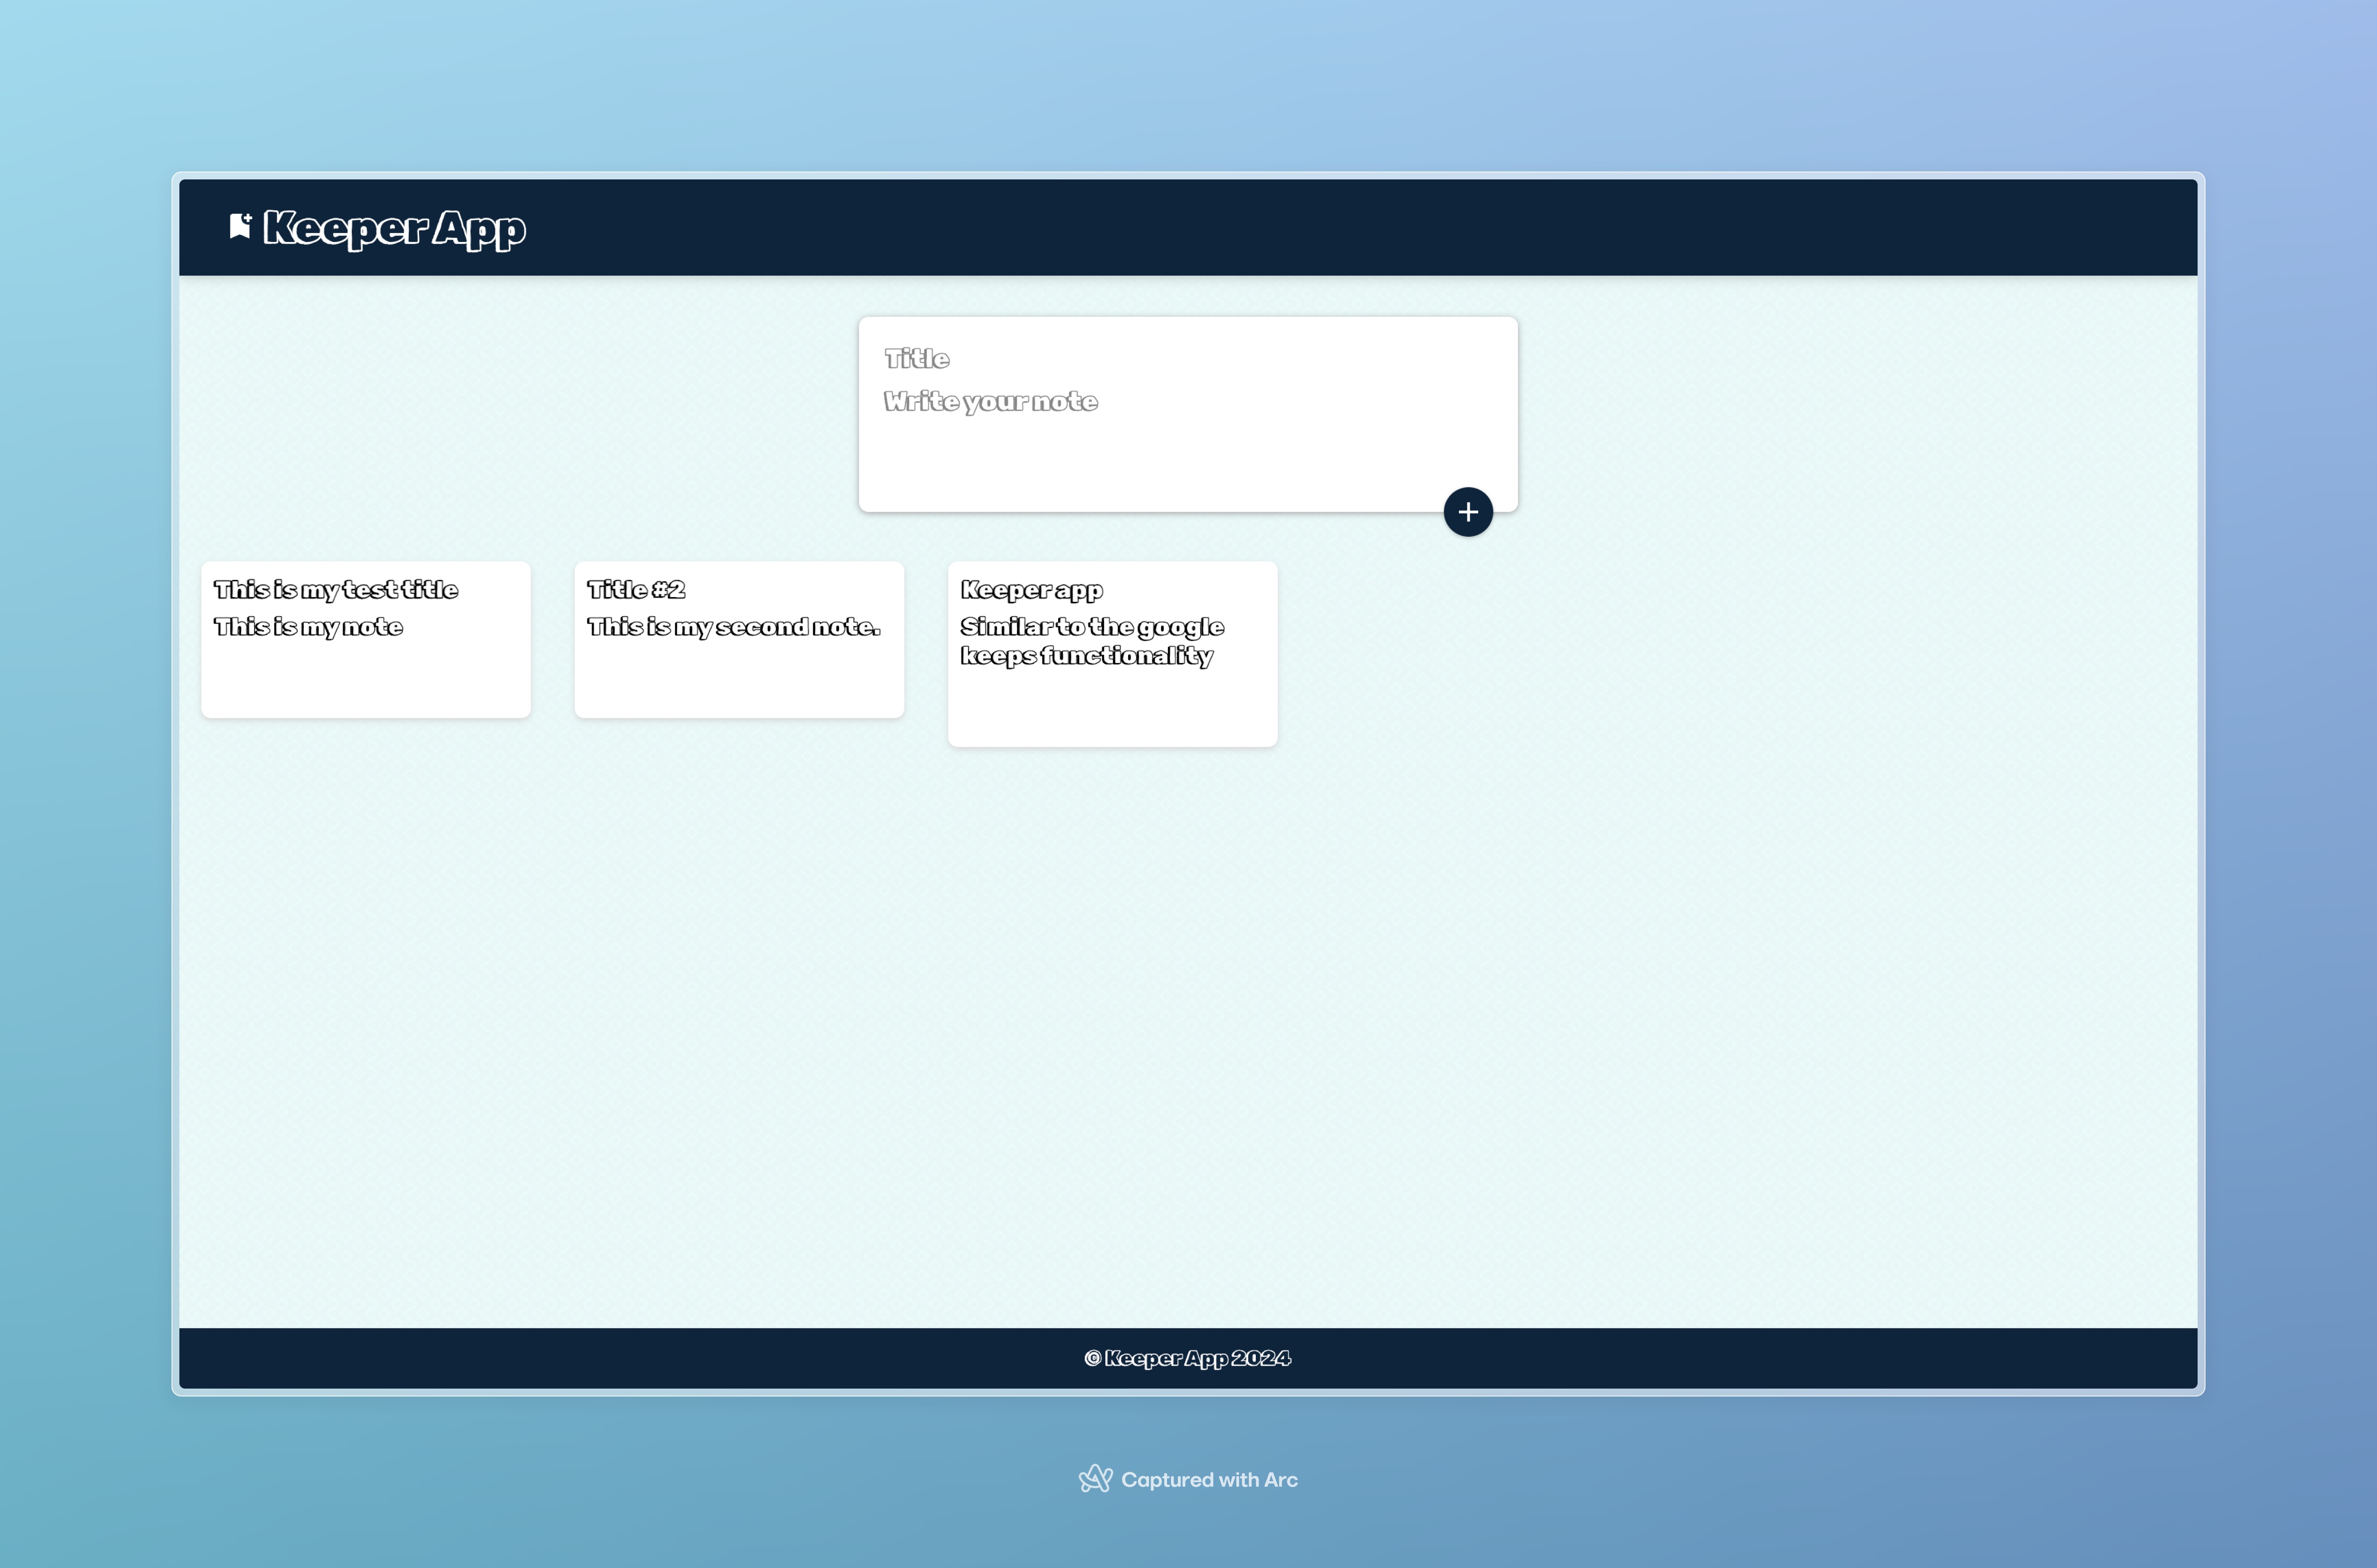 Keeper App
Title
Write your note
This is my test title
This is my note
Title #2
This is my second note.
Keeper app
Similar to the google
keeps functionality
© Keeper App 2024
Captured with Arc